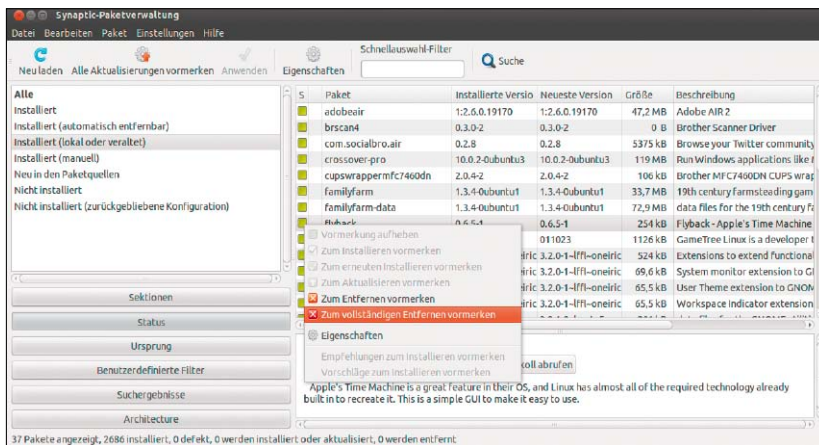 Synaptic-Paketverwaltung
Datei Bearbeiten Paket Einstellungen Hilfe
Neu laden Alle Aktualisierungen vormerken Anwenden Eigenschaften Schnellauswahl-Filter Suche
Alle
Installiert
Installiert (automatisch entfernbar)
Installiert (lokal oder veraltet)
Installiert (manuell)
Neu in den Paketquellen
Nicht installiert
Nicht installiert (zurückgebliebene Konfiguration)
Sektionen
Status
Ursprung
Benutzerdefinierte Filter
Suchergebnisse
Architecture
S Paket Installierte Versio Neueste Version Größe Beschreibung
adobeair 1:2.6.0.19170 1:2.6.0.19170 47,2 MB Adobe AIR 2
brscan4 0.3.0-2 0.3.0-2 0 B Brother Scanner Driver
com.socialbro.air 0.2.8 0.2.8 5375 kB Browse your Twitter community
crossover-pro 10.0.2-0ubuntu3 10.0.2-0ubuntu3 119 MB Run Windows applications like
cupswrappermfc7460dn 2.0.4-2 2.0.4-2 106 kB Brother MFC7460DN CUPS wrap
familyfarm 1.3.4-0ubuntu1 1.3.4-0ubuntu1 33,7 MB 19th century farmsteading gam
familyfarm-data 1.3.4-0ubuntu1 1.3.4-0ubuntu1 72,9 MB data files for the 19th century fa
flyback 0.6.5-1 0.6.5-1 254 kB Flyback - Apple's Time Machine
011023 1126 kB GameTree Linux is a developer
eiric 3.2.0-1~lffl~oneiric 524 kB Extensions to extend functional
eiric 3.2.0-1~lffl~oneiric 69,6 kB System monitor extension to G
eiric 3.2.0-1~lffl~oneiric 65,5 kB User Theme extension to GNOM
eiric 3.2.0-1~lffl~oneiric 65,5 kB Workspace Indicator extension
Vormerkung aufheben
Zum Installieren vormerken
Zum erneuten Installieren vormerken
Zum Aktualisieren vormerken
Zum Entfernen vormerken
Zum vollständigen Entfernen vormerken
Eigenschaften
Empfehlungen zum Installieren vormerken
Vorschläge zum Installieren vormerken
koll abrufen
Apple's Time Machine is a great feature in their OS, and Linux has almost all of the required technology already
built in to recreate it. This is a simple GUI to make it easy to use.
37 Pakete angezeigt, 2686 installiert, 0 defekt, 0 werden installiert oder aktualisiert, 0 werden entfernt